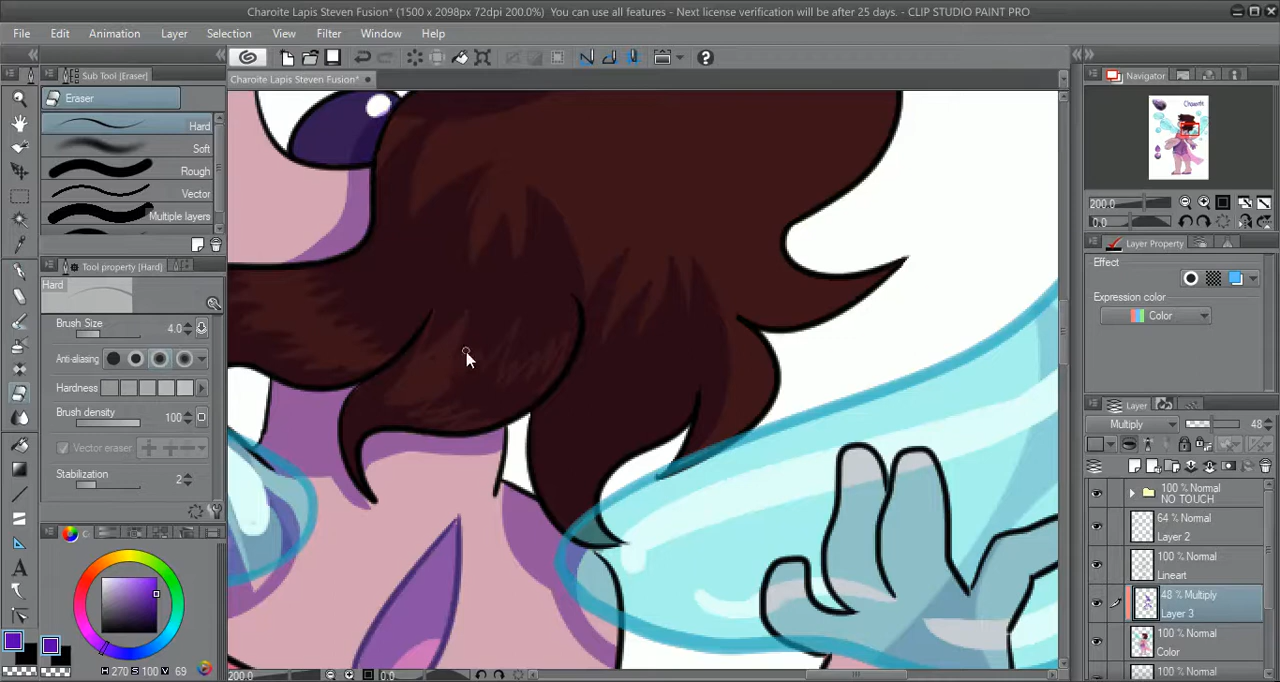 Charoite Lapis Steven Fusion* (1500 x 2098px 72dpi 200.0%)  You can use all features - Next license verification will be after 25 days. - CLIP STUDIO PAINT PRO
File Edit Animation Layer Selection View Filter Window Help
Sub Tool [Eraser]
Charoite Lapis Steven Fusion*
Navigator
Eraser
Hard
Soft
Rough
Vector
Multiple layers
200.0
0.0
Tool property [Hard]
Layer Property
Hard
Effect
Expression color
Brush Size 4.0
Color
Anti-aliasing
Hardness
Brush density 100
Layer
Multiply 48
Vector eraser
Stabilization 2
100 % Normal
NO TOUCH
64 % Normal
Layer 2
100 % Normal
Lineart
48 % Multiply
Layer 3
100 % Normal
Color
H 270 S 100 V 69
100 % Normal
200.0
0.0